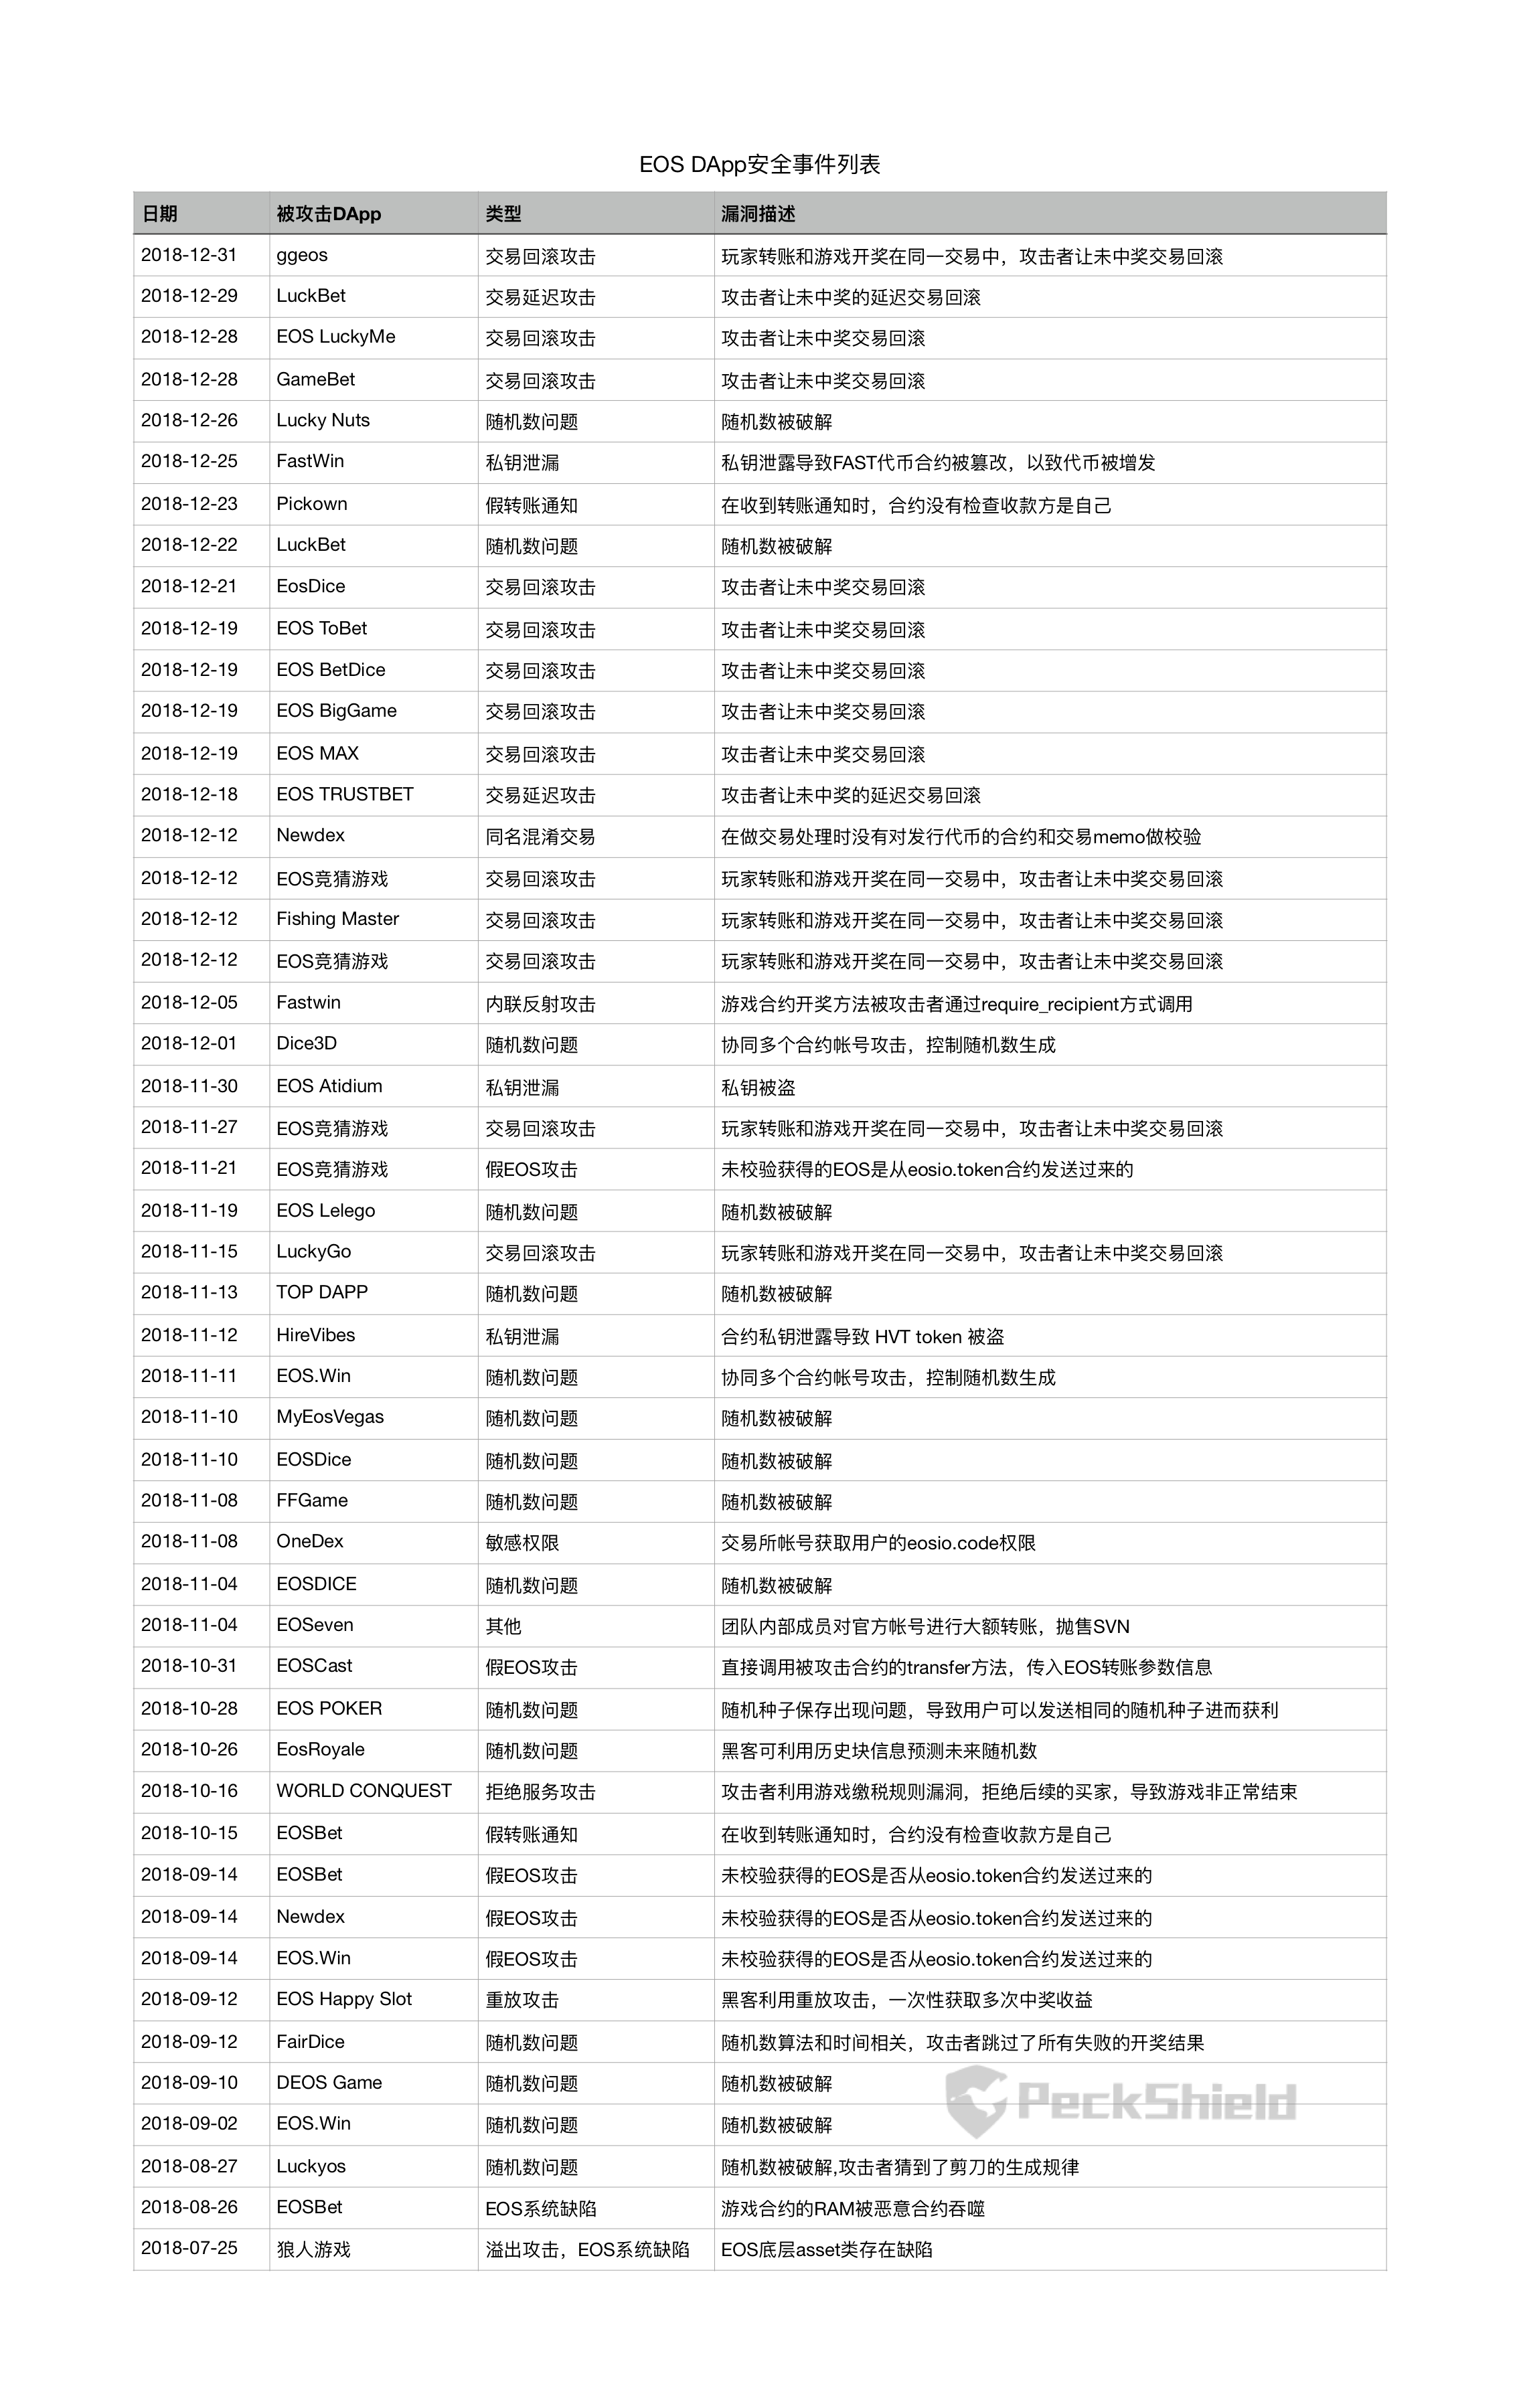 EOS DApp安全事件列表
日期 被攻击DApp 类型 漏洞描述
2018-12-31 ggeos 交易回滚攻击 玩家转账和游戏开奖在同一交易中，攻击者让未中奖交易回滚
2018-12-29 LuckBet 交易延迟攻击 攻击者让未中奖的延迟交易回滚
2018-12-28 EOS LuckyMe 交易回滚攻击 攻击者让未中奖交易回滚
2018-12-28 GameBet 交易回滚攻击 攻击者让未中奖交易回滚
2018-12-26 Lucky Nuts 随机数问题 随机数被破解
2018-12-25 FastWin 私钥泄漏 私钥泄露导致FAST代币合约被篡改，以致代币被增发
2018-12-23 Pickown 假转账通知 在收到转账通知时，合约没有检查收款方是自己
2018-12-22 LuckBet 随机数问题 随机数被破解
2018-12-21 EosDice 交易回滚攻击 攻击者让未中奖交易回滚
2018-12-19 EOS ToBet 交易回滚攻击 攻击者让未中奖交易回滚
2018-12-19 EOS BetDice 交易回滚攻击 攻击者让未中奖交易回滚
2018-12-19 EOS BigGame 交易回滚攻击 攻击者让未中奖交易回滚
2018-12-19 EOS MAX 交易回滚攻击 攻击者让未中奖交易回滚
2018-12-18 EOS TRUSTBET 交易延迟攻击 攻击者让未中奖的延迟交易回滚
2018-12-12 Newdex 同名混淆交易 在做交易处理时没有对发行代币的合约和交易memo做校验
2018-12-12 EOS竞猜游戏 交易回滚攻击 玩家转账和游戏开奖在同一交易中，攻击者让未中奖交易回滚
2018-12-12 Fishing Master 交易回滚攻击 玩家转账和游戏开奖在同一交易中，攻击者让未中奖交易回滚
2018-12-12 EOS竞猜游戏 交易回滚攻击 玩家转账和游戏开奖在同一交易中，攻击者让未中奖交易回滚
2018-12-05 Fastwin 内联反射攻击 游戏合约开奖方法被攻击者通过require_recipient方式调用
2018-12-01 Dice3D 随机数问题 协同多个合约帐号攻击，控制随机数生成
2018-11-30 EOS Atidium 私钥泄漏 私钥被盗
2018-11-27 EOS竞猜游戏 交易回滚攻击 玩家转账和游戏开奖在同一交易中，攻击者让未中奖交易回滚
2018-11-21 EOS竞猜游戏 假EOS攻击 未校验获得的EOS是从eosio.token合约发送过来的
2018-11-19 EOS Lelego 随机数问题 随机数被破解
2018-11-15 LuckyGo 交易回滚攻击 玩家转账和游戏开奖在同一交易中，攻击者让未中奖交易回滚
2018-11-13 TOP DAPP 随机数问题 随机数被破解
2018-11-12 HireVibes 私钥泄漏 合约私钥泄露导致 HVT token 被盗
2018-11-11 EOS.Win 随机数问题 协同多个合约帐号攻击，控制随机数生成
2018-11-10 MyEosVegas 随机数问题 随机数被破解
2018-11-10 EOSDice 随机数问题 随机数被破解
2018-11-08 FFGame 随机数问题 随机数被破解
2018-11-08 OneDex 敏感权限 交易所帐号获取用户的eosio.code权限
2018-11-04 EOSDICE 随机数问题 随机数被破解
2018-11-04 EOSeven 其他 团队内部成员对官方帐号进行大额转账，抛售SVN
2018-10-31 EOSCast 假EOS攻击 直接调用被攻击合约的transfer方法，传入EOS转账参数信息
2018-10-28 EOS POKER 随机数问题 随机种子保存出现问题，导致用户可以发送相同的随机种子进而获利
2018-10-26 EosRoyale 随机数问题 黑客可利用历史块信息预测未来随机数
2018-10-16 WORLD CONQUEST 拒绝服务攻击 攻击者利用游戏缴税规则漏洞，拒绝后续的买家，导致游戏非正常结束
2018-10-15 EOSBet 假转账通知 在收到转账通知时，合约没有检查收款方是自己
2018-09-14 EOSBet 假EOS攻击 未校验获得的EOS是否从eosio.token合约发送过来的
2018-09-14 Newdex 假EOS攻击 未校验获得的EOS是否从eosio.token合约发送过来的
2018-09-14 EOS.Win 假EOS攻击 未校验获得的EOS是否从eosio.token合约发送过来的
2018-09-12 EOS Happy Slot 重放攻击 黑客利用重放攻击，一次性获取多次中奖收益
2018-09-12 FairDice 随机数问题 随机数算法和时间相关，攻击者跳过了所有失败的开奖结果
2018-09-10 DEOS Game 随机数问题 随机数被破解
PeckShield
2018-09-02 EOS.Win 随机数问题 随机数被破解
2018-08-27 Luckyos 随机数问题 随机数被破解,攻击者猜到了剪刀的生成规律
2018-08-26 EOSBet EOS系统缺陷 游戏合约的RAM被恶意合约吞噬
2018-07-25 狼人游戏 溢出攻击，EOS系统缺陷 EOS底层asset类存在缺陷